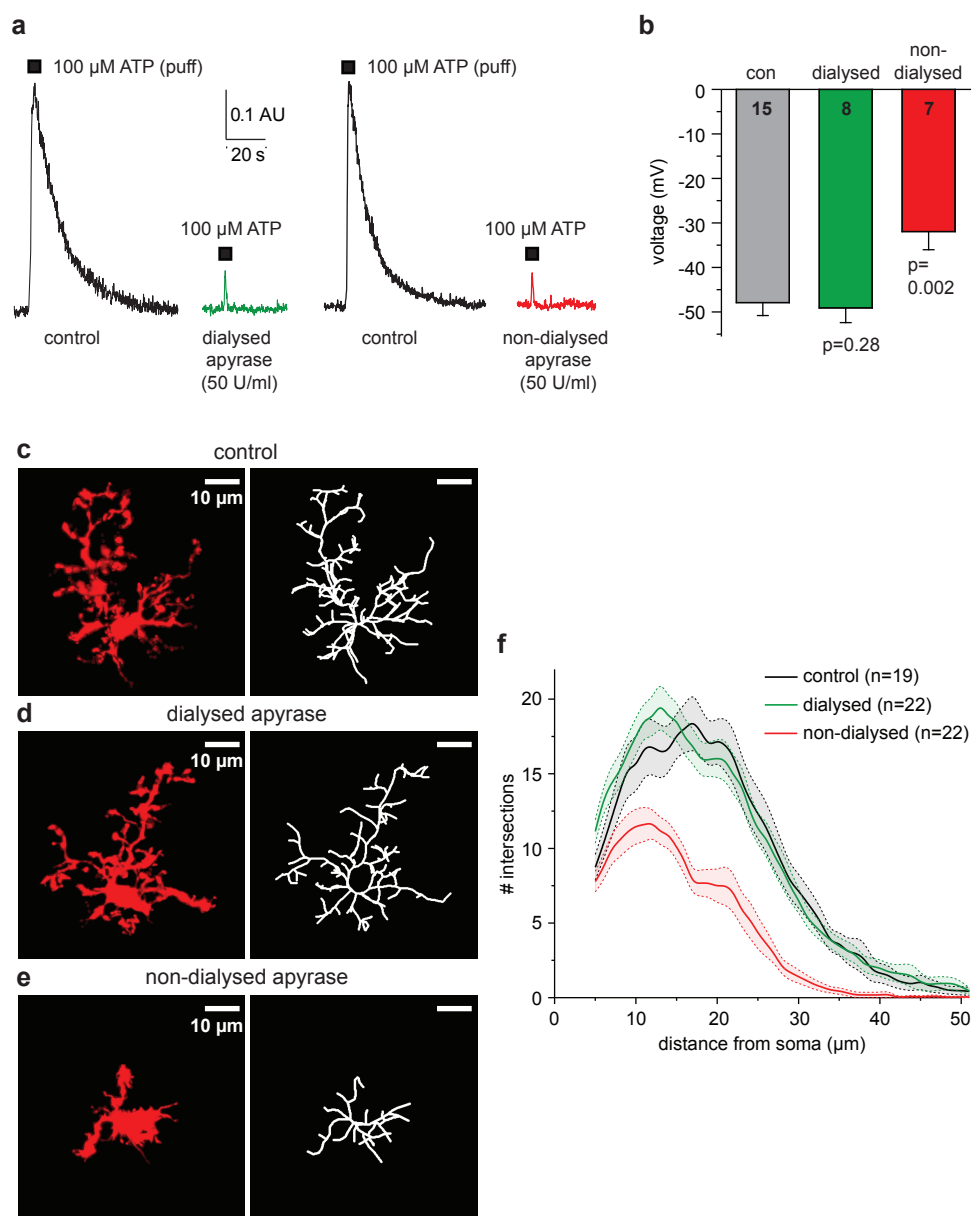 a
100 µM ATP (puff)
0.1 AU
20 s
100 µM ATP
control
dialysed
apyrase
(50 U/ml)
100 µM ATP (puff)
100 µM ATP
control
non-dialysed
apyrase
(50 U/ml)
b
con
dialysed
non-
dialysed
15
8
7
0
-10
-20
-30
-40
-50
voltage (mV)
p=0.28
p=
0.002
c
control
10 µm
d
dialysed apyrase
10 µm
e
non-dialysed apyrase
10 µm
f
control (n=19)
dialysed (n=22)
non-dialysed (n=22)
20
15
10
5
0
# intersections
0
10
20
30
40
50
distance from soma (µm)